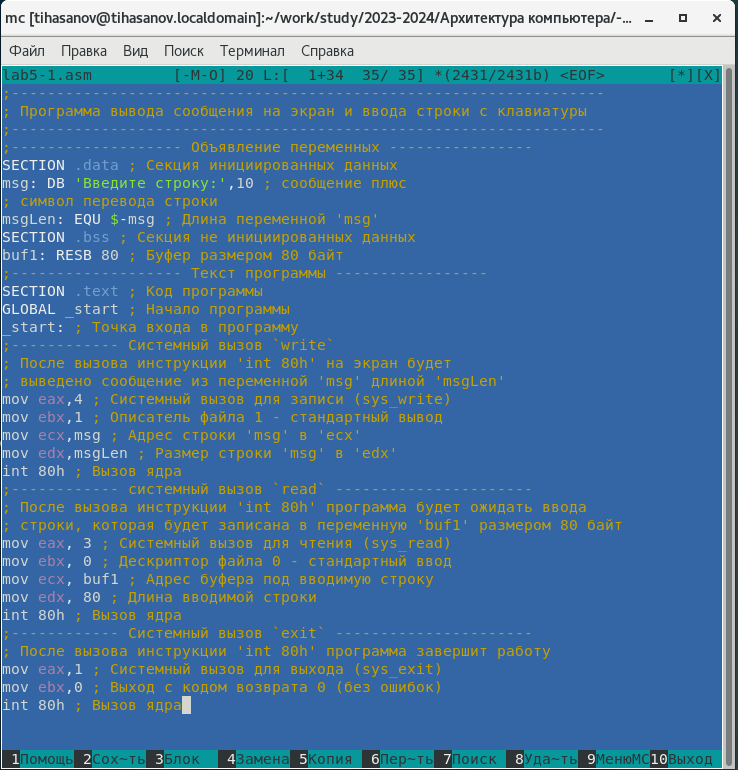 mc [tihasanov@tihasanov.localdomain]:~/work/study/2023-2024/Архитектура компьютера/-...
Файл Правка Вид Поиск Терминал Справка
lab5-1.asm [-M-O] 20 L:[ 1+34 35/ 35] *(2431/2431b) <EOF> [*][X]
;------------------------------------------------------------------
; Программа вывода сообщения на экран и ввода строки с клавиатуры
;------------------------------------------------------------------
;------------------- Объявление переменных ----------------
SECTION .data ; Секция инициированных данных
msg: DB 'Введите строку:',10 ; сообщение плюс
; символ перевода строки
msgLen: EQU $-msg ; Длина переменной 'msg'
SECTION .bss ; Секция не инициированных данных
buf1: RESB 80 ; Буфер размером 80 байт
;------------------- Текст программы -----------------
SECTION .text ; Код программы
GLOBAL _start ; Начало программы
_start: ; Точка входа в программу
;------------ Системный вызов `write`
; После вызова инструкции 'int 80h' на экран будет
; выведено сообщение из переменной 'msg' длиной 'msgLen'
mov eax,4 ; Системный вызов для записи (sys_write)
mov ebx,1 ; Описатель файла 1 - стандартный вывод
mov ecx,msg ; Адрес строки 'msg' в 'ecx'
mov edx,msgLen ; Размер строки 'msg' в 'edx'
int 80h ; Вызов ядра
;------------ системный вызов `read` ----------------------
; После вызова инструкции 'int 80h' программа будет ожидать ввода
; строки, которая будет записана в переменную 'buf1' размером 80 байт
mov eax, 3 ; Системный вызов для чтения (sys_read)
mov ebx, 0 ; Дескриптор файла 0 - стандартный ввод
mov ecx, buf1 ; Адрес буфера под вводимую строку
mov edx, 80 ; Длина вводимой строки
int 80h ; Вызов ядра
;------------ Системный вызов `exit` ----------------------
; После вызова инструкции 'int 80h' программа завершит работу
mov eax,1 ; Системный вызов для выхода (sys_exit)
mov ebx,0 ; Выход с кодом возврата 0 (без ошибок)
int 80h ; Вызов ядра
1Помощь 2Сох~ть 3Блок 4Замена 5Копия 6Пер~ть 7Поиск 8Уда~ть 9МенюMC 10Выход